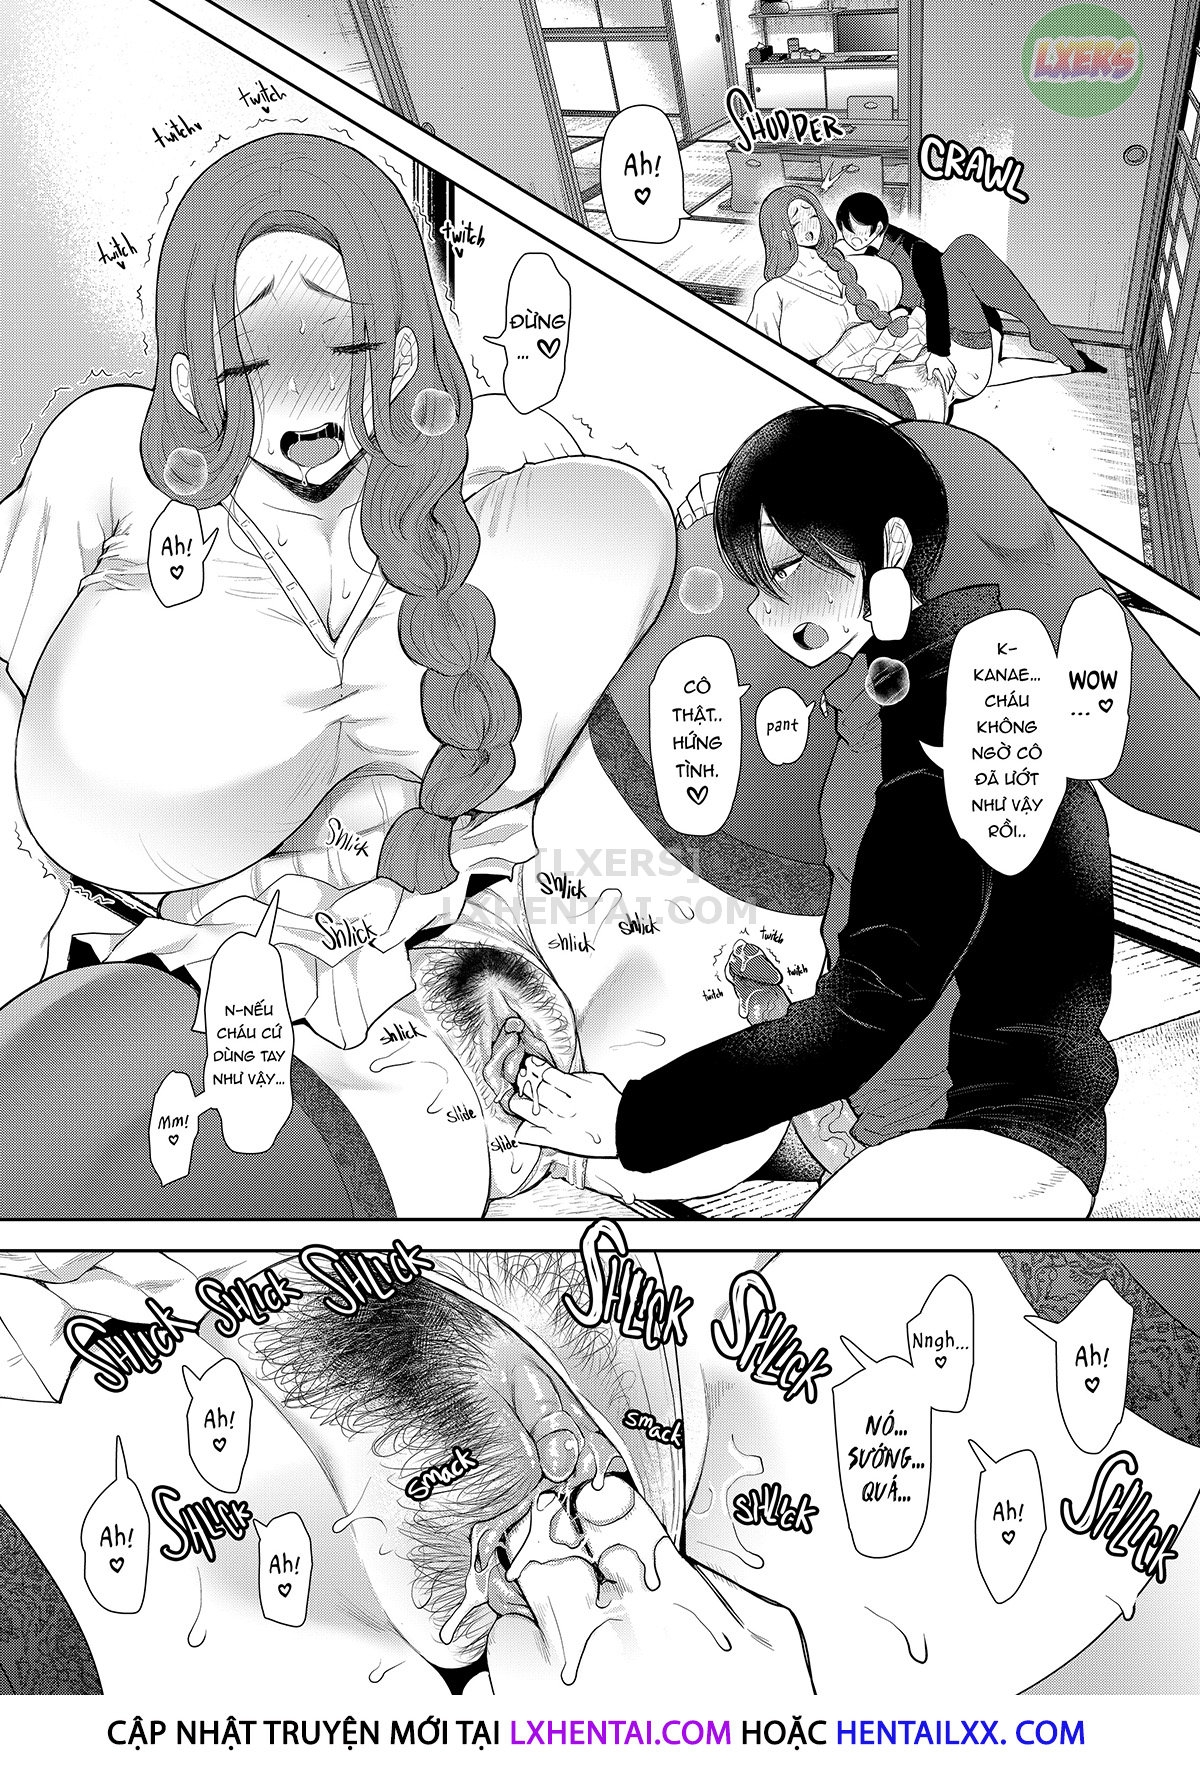 LXERS
twitch
twitch
twitch
twitch
Ah!
SHUDDER
CRAWL
ĐỪNG
...
Ah!
WOW
...
K-
KANAE...
CHÁU
KHÔNG
NGỜ CÔ
ĐÃ ƯỚT
NHƯ VẬY
RỒI..
pant
CÔ
THẬT..
HỨNG
TÌNH.
Shlick
[LXERS]
LXHENTAI.COM
Shlick
Shlick
shlick
shlick
twitch
twitch
twitch
N-NẾU
CHÁU CỨ
DÙNG TAY
NHƯ VẬY...
shlick
Mm!
slide
slide
SHLICK
SHLICK
SHLICK
SHLICK
SHLICK
Nngh...
NÓ...
SƯỚNG...
QUÁ...
Ah!
Ah!
smack
smack
Ah!
Ah!
SHLICK
Ah!
SHLICK
SHLICK
CẬP NHẬT TRUYỆN MỚI TẠI LXHENTAI.COM HOẶC HENTAILXX. COM